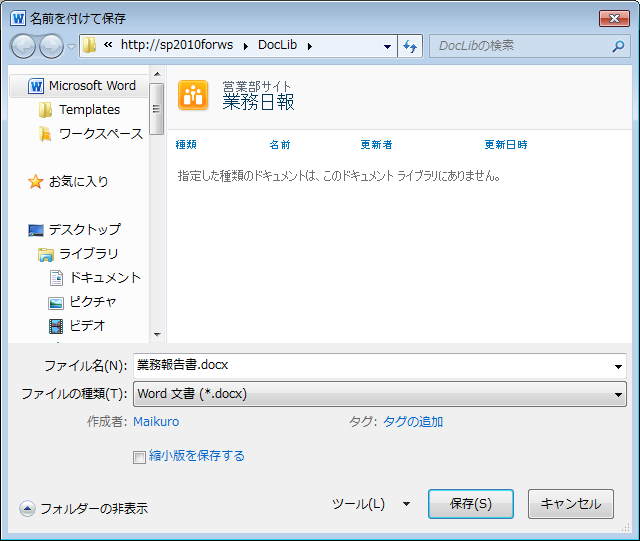 名前を付けて保存
« http://sp2010forws ▸ DocLib ▸
DocLibの検索
Microsoft Word
Templates
ワークスペース
お気に入り
デスクトップ
ライブラリ
ドキュメント
ピクチャ
ビデオ
営業部サイト
業務日報
種類 名前 更新者 更新日時
指定した種類のドキュメントは、このドキュメント ライブラリにありません。
ファイル名(N): 業務報告書.docx
ファイルの種類(T): Word 文書 (*.docx)
作成者: Maikuro タグ: タグの追加
縮小版を保存する
フォルダーの非表示 ツール(L) 保存(S) キャンセル